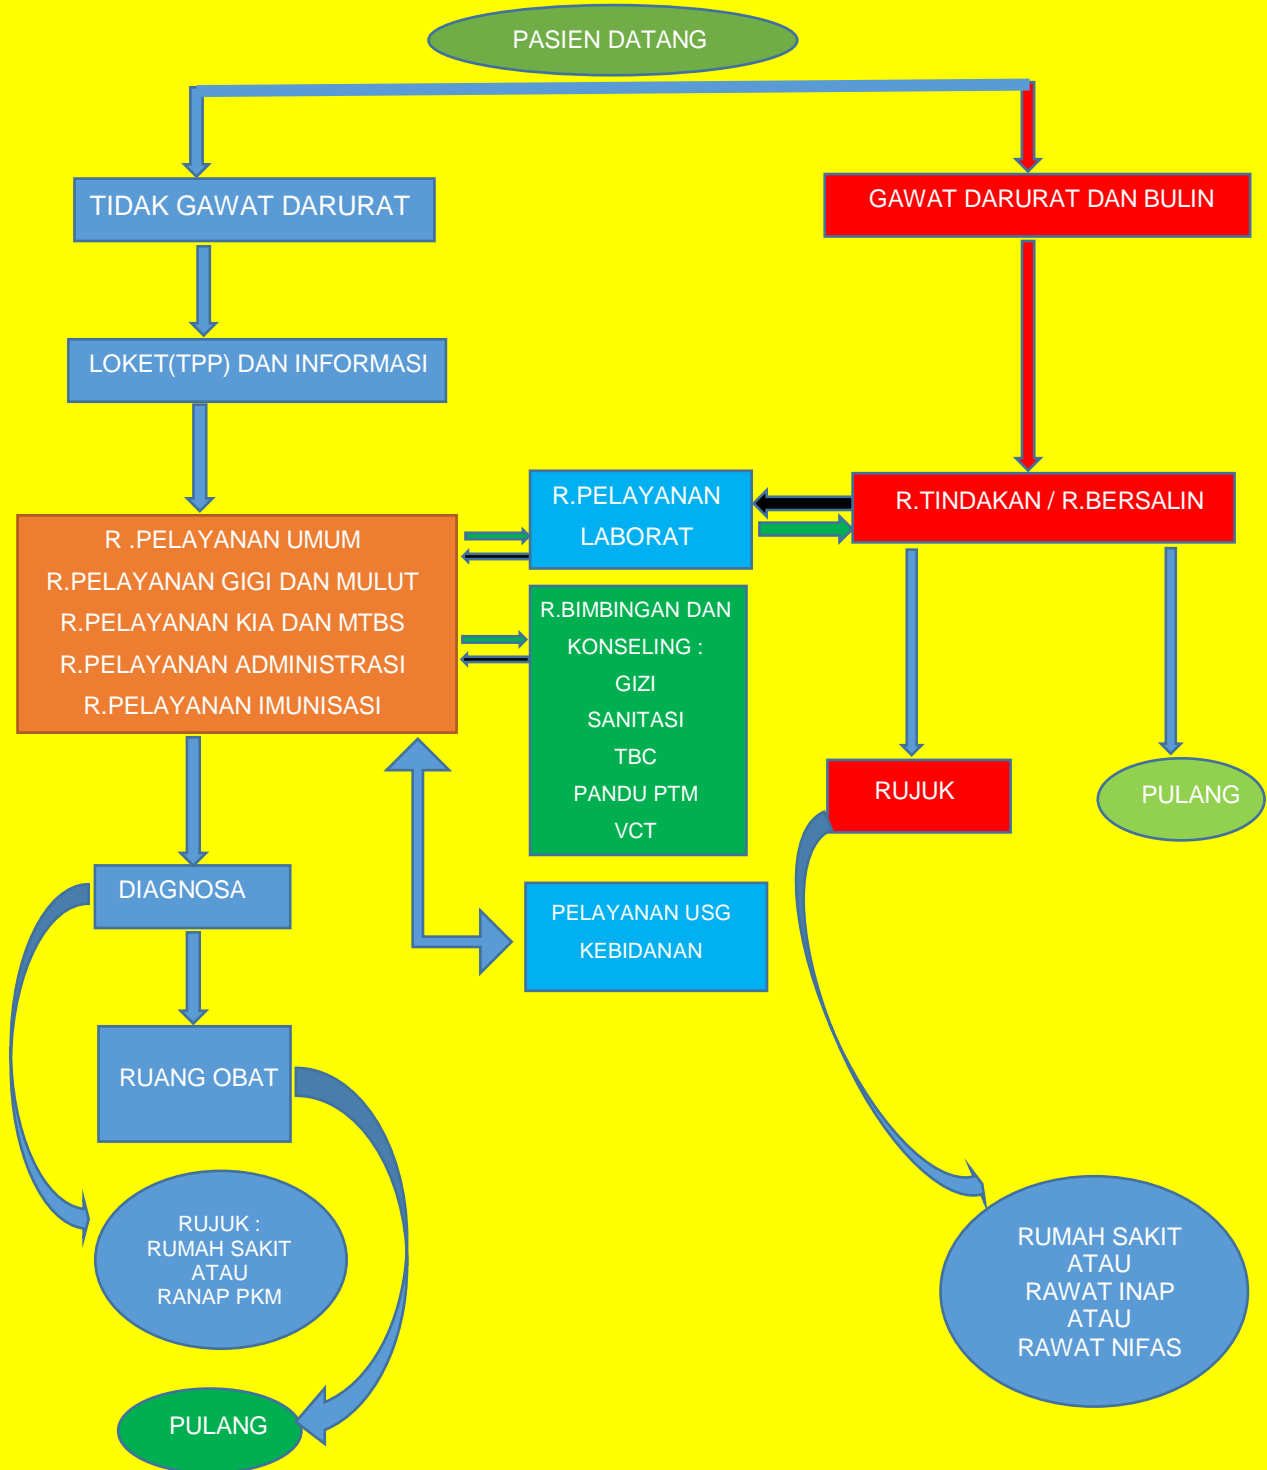 PASIEN DATANG
TIDAK GAWAT DARURAT
GAWAT DARURAT DAN BULIN
LOKET(TPP) DAN INFORMASI
R .PELAYANAN UMUM
R.PELAYANAN GIGI DAN MULUT
R.PELAYANAN KIA DAN MTBS
R.PELAYANAN ADMINISTRASI
R.PELAYANAN IMUNISASI
R.PELAYANAN
LABORAT
R.TINDAKAN / R.BERSALIN
R.BIMBINGAN DAN
KONSELING :
GIZI
SANITASI
TBC
PANDU PTM
VCT
RUJUK
PULANG
DIAGNOSA
PELAYANAN USG
KEBIDANAN
RUANG OBAT
RUJUK :
RUMAH SAKIT
ATAU
RANAP PKM
RUMAH SAKIT
ATAU
RAWAT INAP
ATAU
RAWAT NIFAS
PULANG